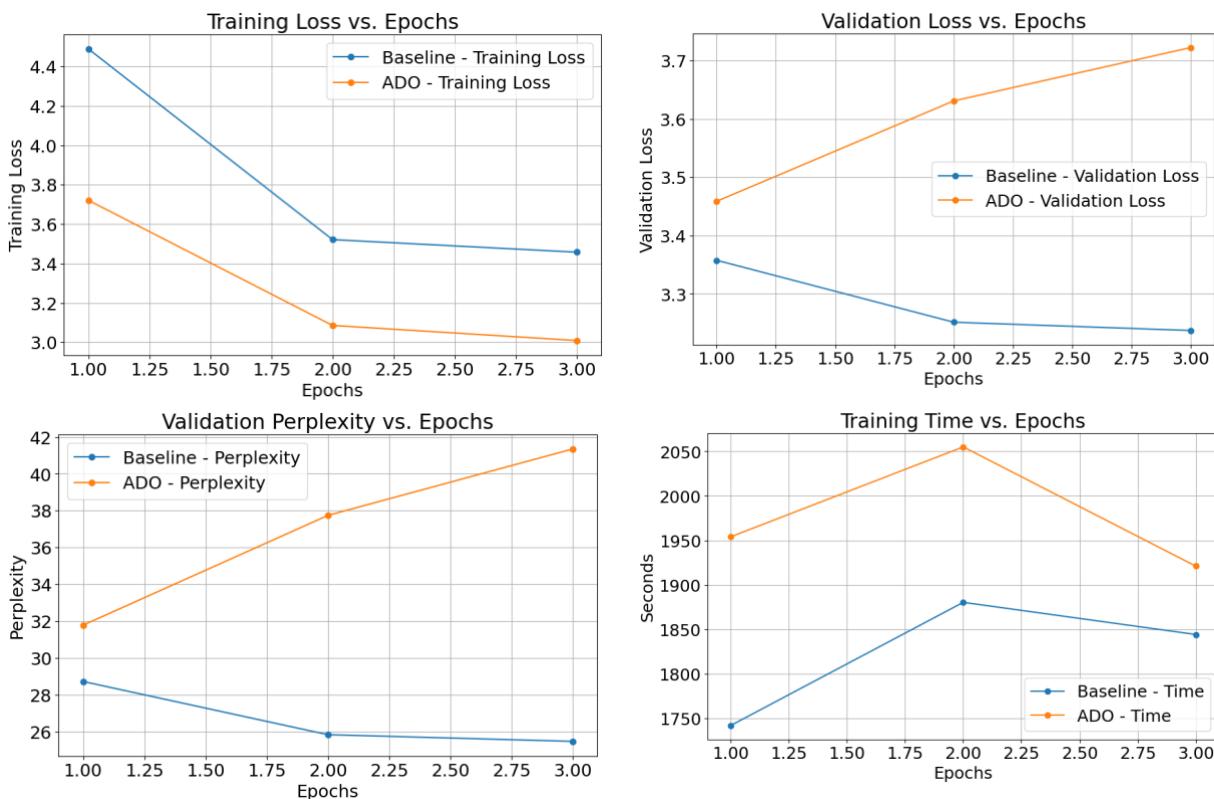 Training Loss vs. Epochs
4.4
4.2
4.0
3.8
3.6
3.4
3.2
3.0
Training Loss
Baseline - Training Loss
ADO - Training Loss
1.00 1.25 1.50 1.75 2.00 2.25 2.50 2.75 3.00
Epochs
Validation Loss vs. Epochs
3.7
3.6
3.5
3.4
3.3
Validation Loss
Baseline - Validation Loss
ADO - Validation Loss
1.00 1.25 1.50 1.75 2.00 2.25 2.50 2.75 3.00
Epochs
Validation Perplexity vs. Epochs
42
40
38
36
34
32
30
28
26
Perplexity
Baseline - Perplexity
ADO - Perplexity
1.00 1.25 1.50 1.75 2.00 2.25 2.50 2.75 3.00
Epochs
Training Time vs. Epochs
2050
2000
1950
1900
1850
1800
1750
Seconds
Baseline - Time
ADO - Time
1.00 1.25 1.50 1.75 2.00 2.25 2.50 2.75 3.00
Epochs